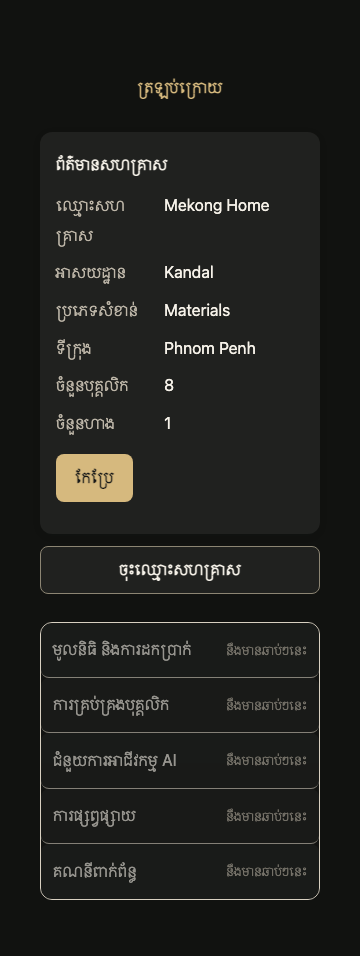 ត្រឡប់ក្រោយ
ព័ត៌មានសហគ្រាស
ឈ្មោះសហ Mekong Home
គ្រាស
អាសយដ្ឋាន Kandal
ប្រភេទសំខាន់ Materials
ទីក្រុង Phnom Penh
ចំនួនបុគ្គលិក 8
ចំនួនហាង 1
កែប្រែ
ចុះឈ្មោះសហគ្រាស
មូលនិធិ និងការដកប្រាក់ នឹងមានឆាប់ៗនេះ
ការគ្រប់គ្រងបុគ្គលិក នឹងមានឆាប់ៗនេះ
ជំនួយការអាជីវកម្ម AI នឹងមានឆាប់ៗនេះ
ការផ្សព្វផ្សាយ នឹងមានឆាប់ៗនេះ
គណនីពាក់ព័ន្ធ នឹងមានឆាប់ៗនេះ